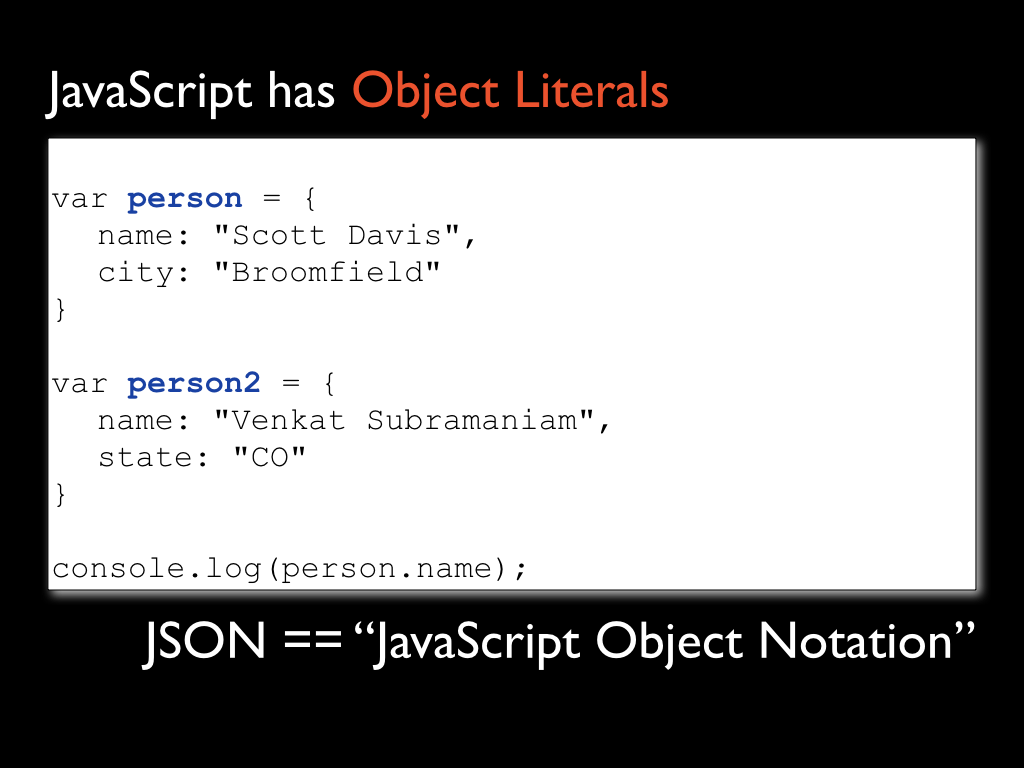 JavaScript has Object Literals
var person = {
  name: "Scott Davis",
  city: "Broomfield"
}
var person2 = {
  name: "Venkat Subramaniam",
  state: "CO"
}
console.log(person.name);
JSON == “JavaScript Object Notation”